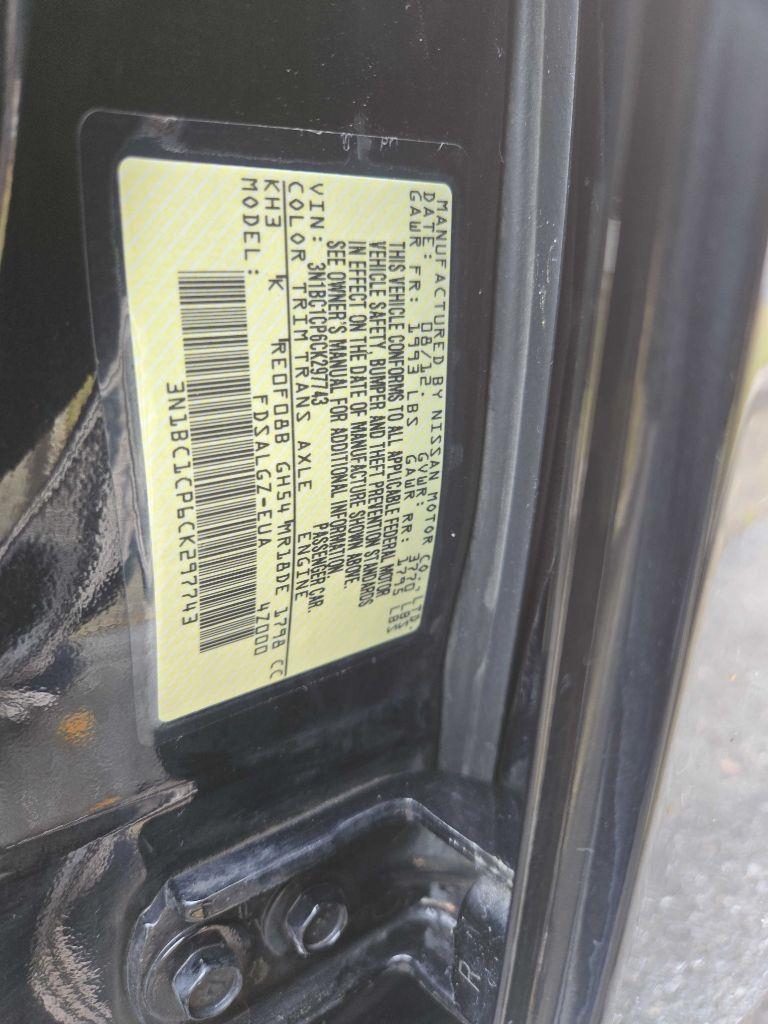 MANUFACTURED BY NISSAN MOTOR CO., LTD.
DATE: 08/12. GVWR: 3770 LBS
GAWR FR: 1993 LBS GAWR RR: 1795 LBS
THIS VEHICLE CONFORMS TO ALL APPLICABLE FEDERAL MOTOR
VEHICLE SAFETY, BUMPER AND THEFT PREVENTION STANDARDS
IN EFFECT ON THE DATE OF MANUFACTURE SHOWN ABOVE.
SEE OWNER'S MANUAL FOR ADDITIONAL INFORMATION.
VIN: 3N1BC1CP6CK297743 PASSENGER CAR.
COLOR TRIM TRANS AXLE ENGINE
KH3 K RE0F08B GH54 MR18DE 1798 CC
MODEL: FDSALGZ-EUA 4Z000
3N1BC1CP6CK297743
R